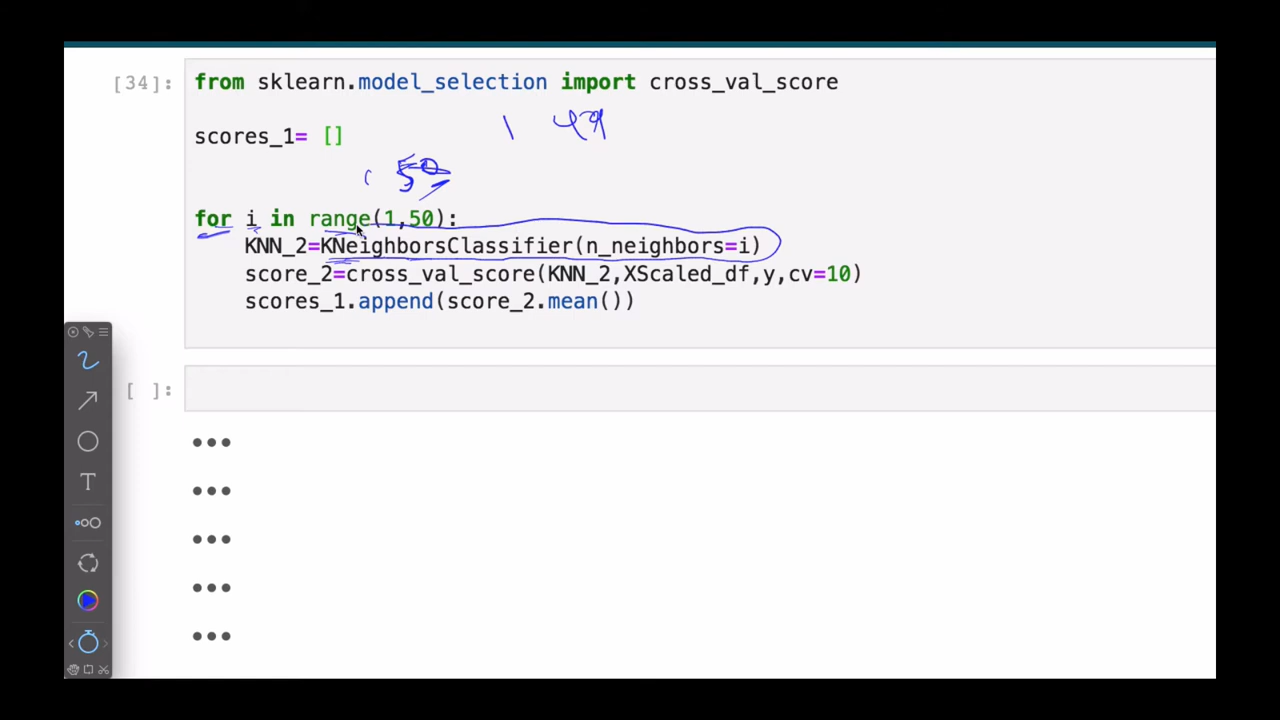 [34]: from sklearn.model_selection import cross_val_score
1 49
scores_1= []
1 50
for i in range(1,50):
KNN_2=KNeighborsClassifier(n_neighbors=i)
score_2=cross_val_score(KNN_2,XScaled_df,y,cv=10)
scores_1.append(score_2.mean())
[ ]:
T